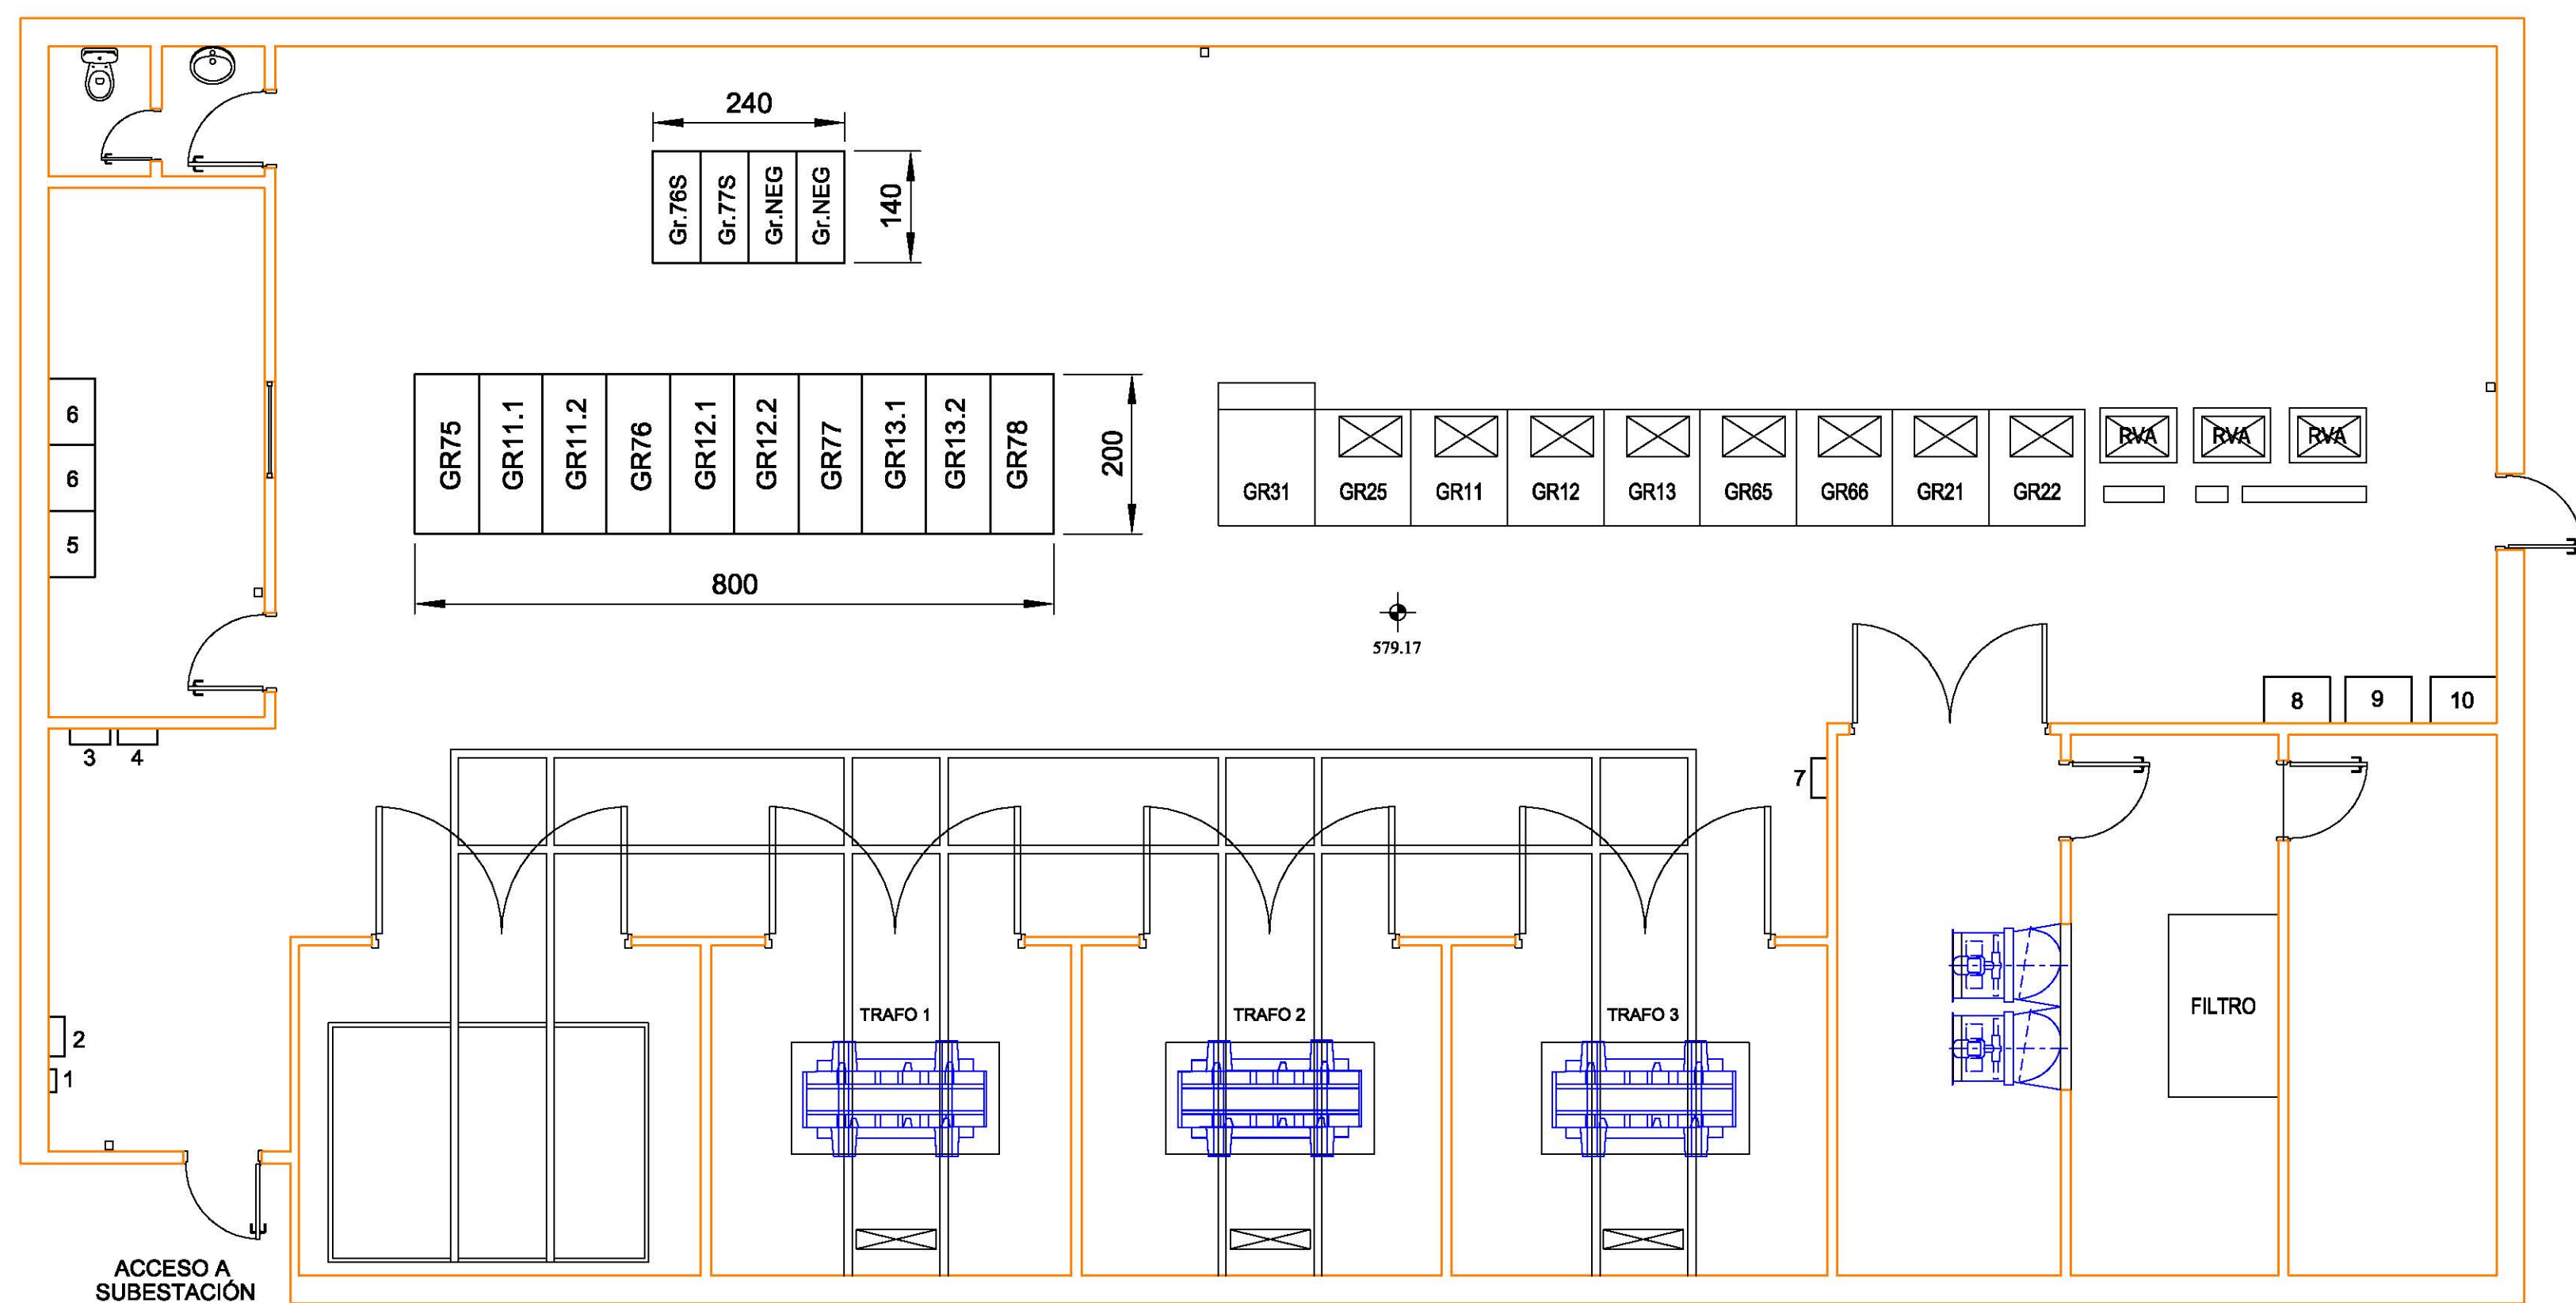 240
Gr.76S
Gr.77S
Gr.NEG
Gr.NEG
140
GR75
GR11.1
GR11.2
GR76
GR12.1
GR12.2
GR77
GR13.1
GR13.2
GR78
200
800
GR31
GR25
GR11
GR12
GR13
GR65
GR66
GR21
GR22
RVA
RVA
RVA
579.17
6
6
5
3
4
8
9
10
7
2
1
TRAFO 1
TRAFO 2
TRAFO 3
FILTRO
ACCESO A
SUBESTACIÓN